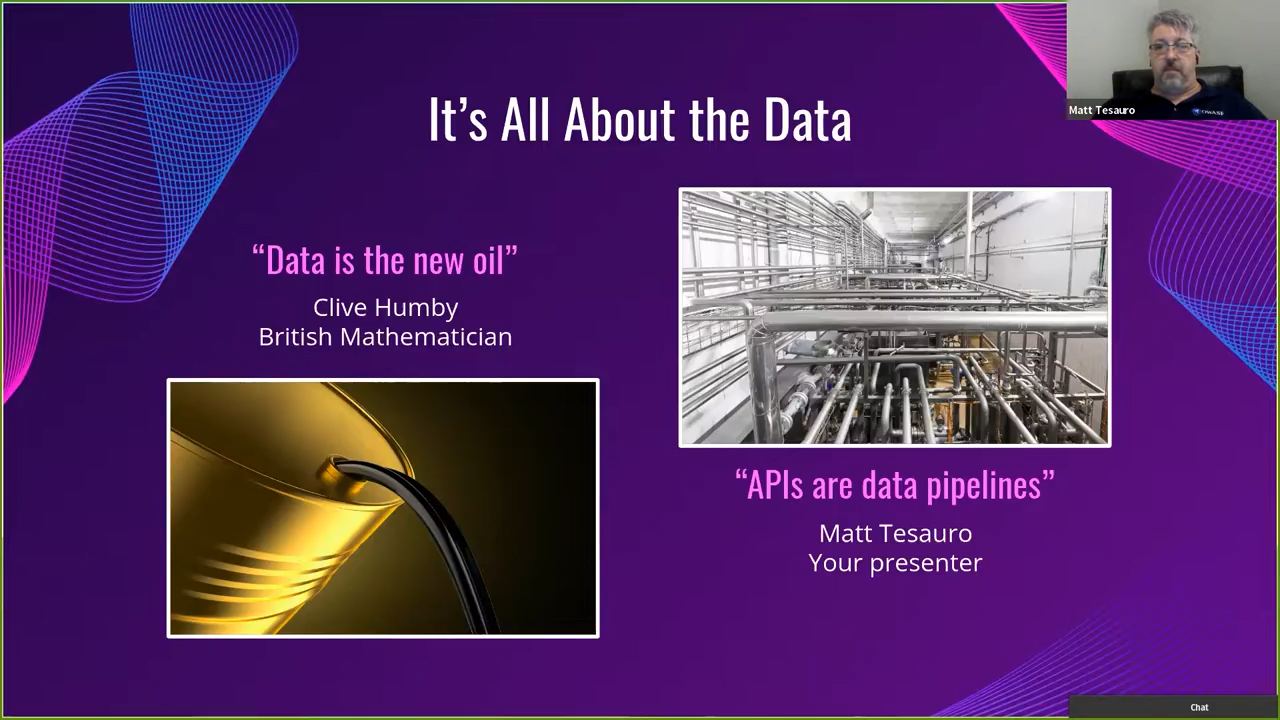 It’s All About the Data
Matt Tesauro
“Data is the new oil”
Clive Humby
British Mathematician
“APIs are data pipelines”
Matt Tesauro
Your presenter
Chat